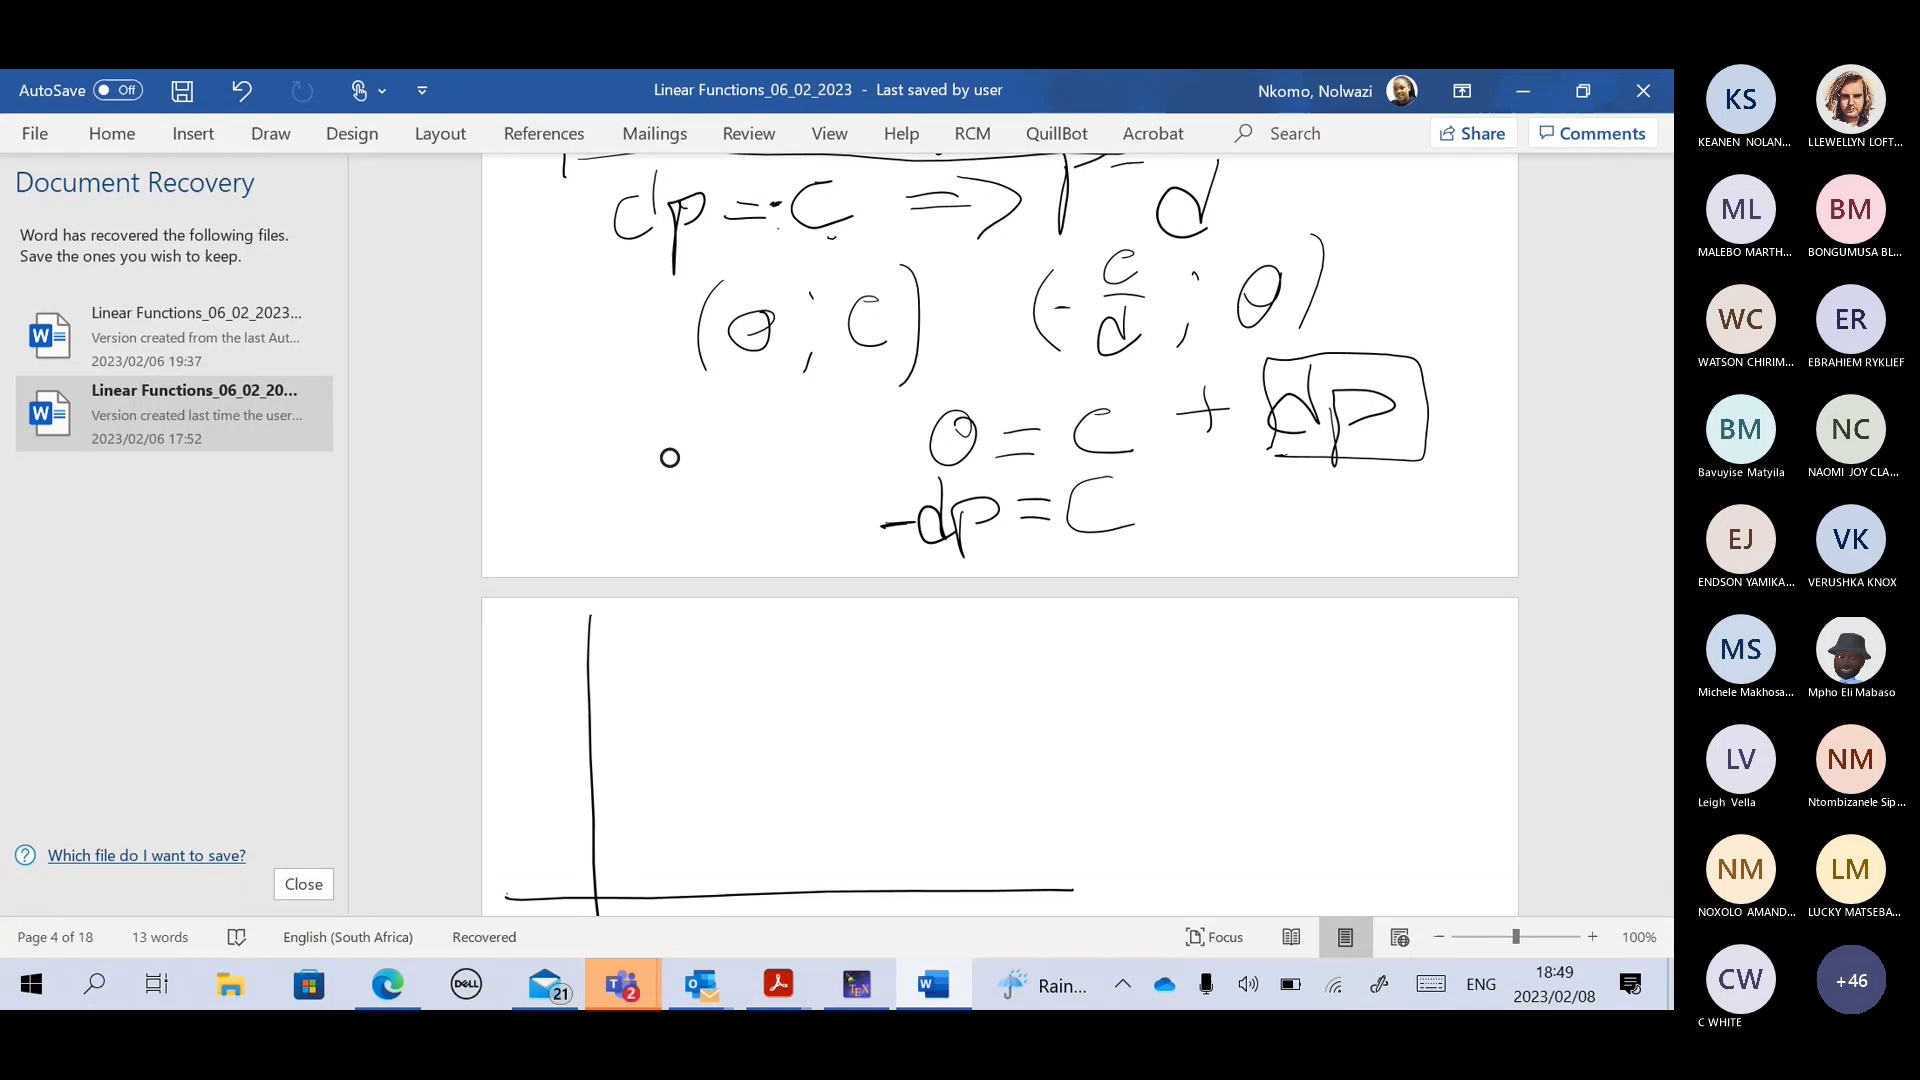 AutoSave Off
Linear Functions_06_02_2023 - Last saved by user
Nkomo, Nolwazi
File Home Insert Draw Design Layout References Mailings Review View Help RCM QuillBot Acrobat Search Share Comments
Document Recovery
Word has recovered the following files.
Save the ones you wish to keep.
Linear Functions_06_02_2023...
Version created from the last Aut...
2023/02/06 19:37
Linear Functions_06_02_20...
Version created last time the user...
2023/02/06 17:52
Which file do I want to save?
Close
dp = -c => p = d
(0 ; c) (- c/d ; 0)
0 = c + dp
-dp = c
Page 4 of 18 13 words English (South Africa) Recovered Focus 100%
21 2 Rain... ENG 18:49
2023/02/08
KS
KEANEN NOLAN...
LLEWELLYN LOFT...
ML BM
MALEBO MARTH... BONGUMUSA BL...
WC ER
WATSON CHIRIM... EBRAHIEM RYKLIEF
BM NC
Bavuyise Matyila NAOMI JOY CLA...
EJ VK
ENDSON YAMIKA... VERUSHKA KNOX
MS
Michele Makhosa... Mpho Eli Mabaso
LV NM
Leigh Vella Ntombizanele Sip...
NM LM
NOXOLO AMAND... LUCKY MATSEBA...
CW +46
C WHITE